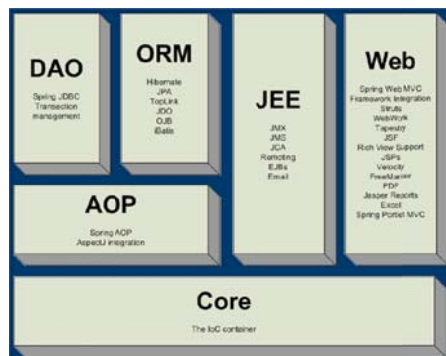 DAO
Spring JDBC
Transaction
management
ORM
Hibernate
JPA
TopLink
JDO
OJB
iBatis
JEE
JMX
JMS
JCA
Remoting
EJBs
Email
Web
Spring Web MVC
Framework Integration
Struts
WebWork
Tapestry
JSF
Rich View Support
JSPs
Velocity
FreeMarker
PDF
Jasper Reports
Excel
Spring Portlet MVC
AOP
Spring AOP
AspectJ integration
Core
The IoC container